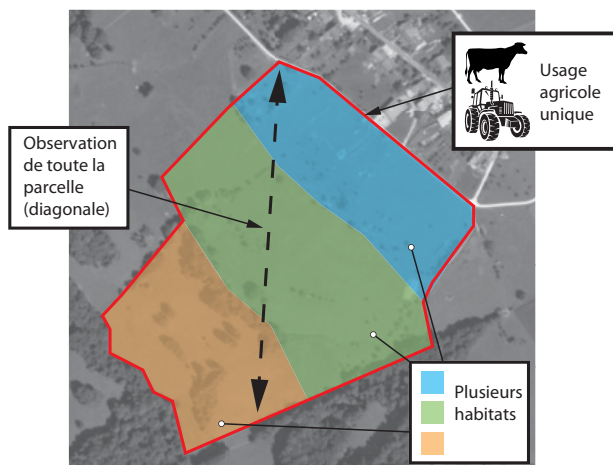 Usage
agricole
unique
Observation
de toute la
parcelle
(diagonale)
Plusieurs
habitats